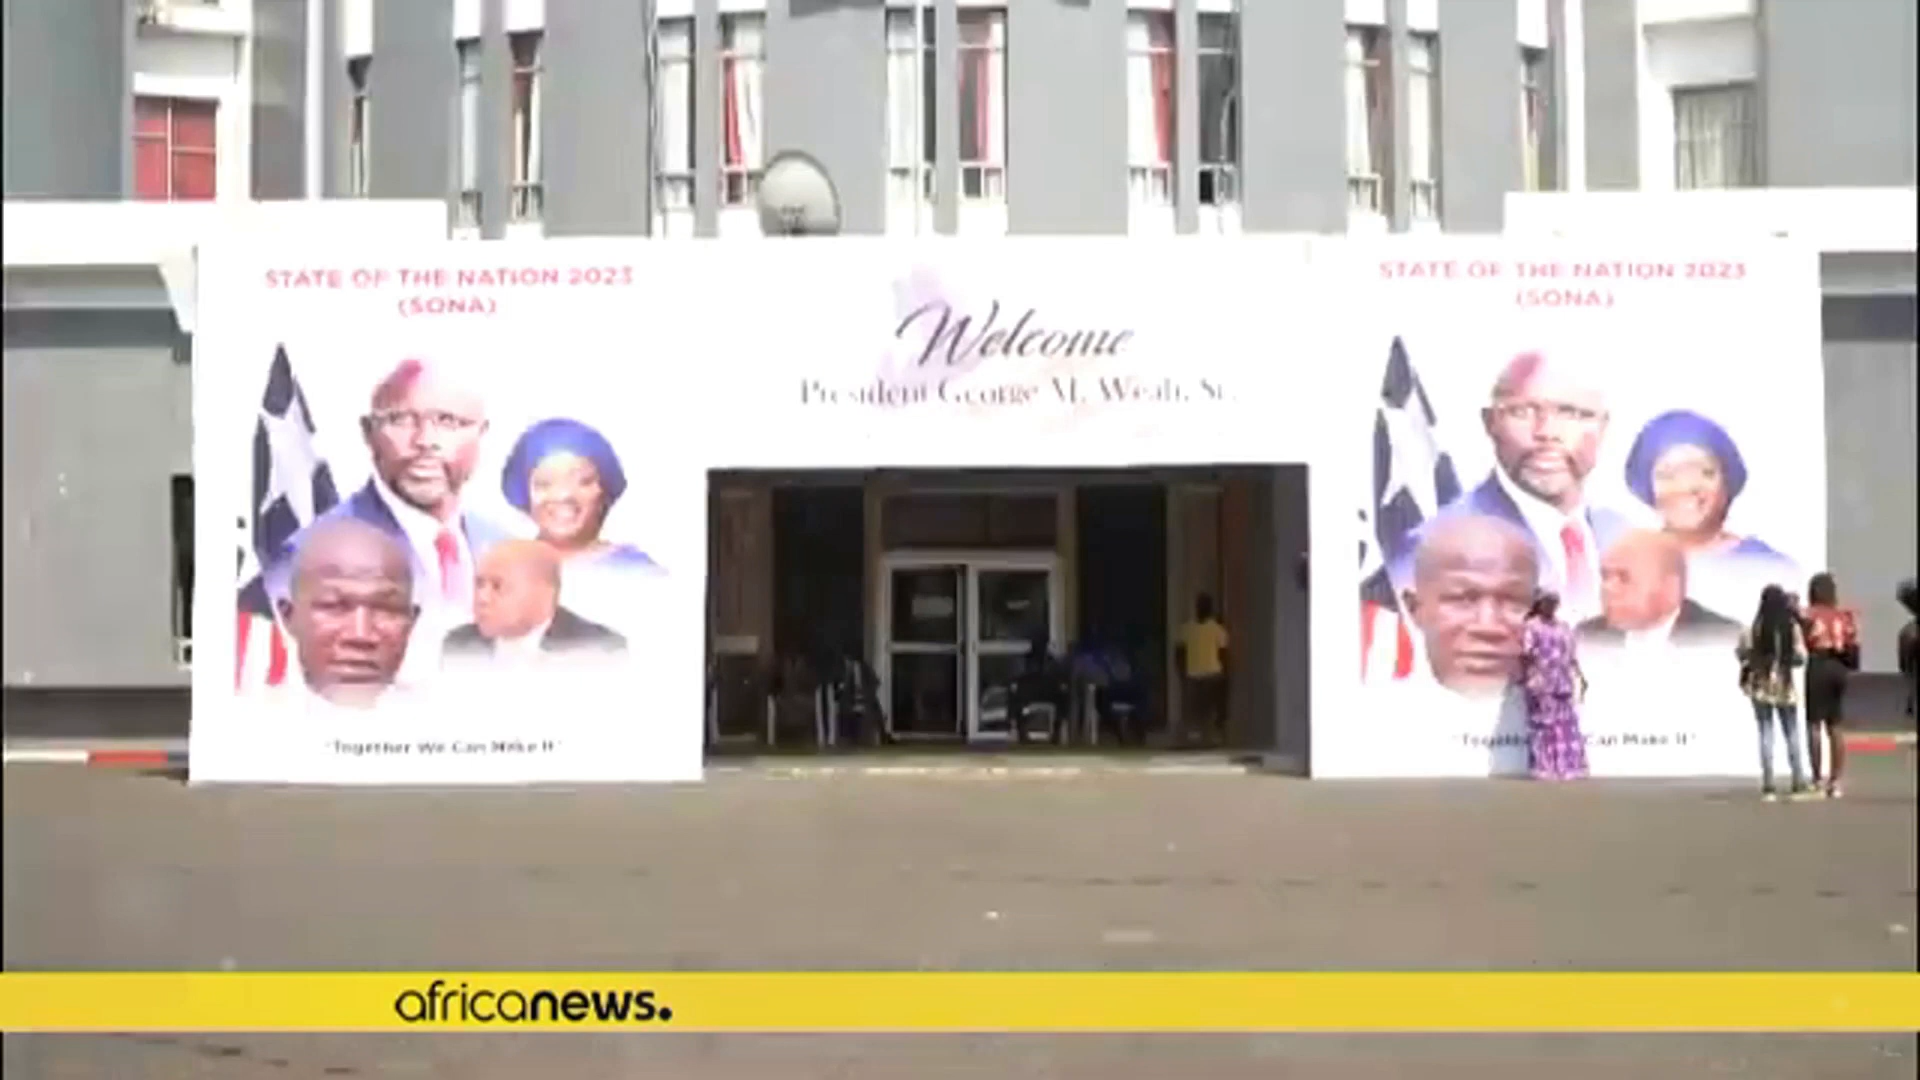 STATE OF THE NATION 2023
(SONA)
Welcome
President George M. Weah, Sr.
STATE OF THE NATION 2023
(SONA)
"Together We Can Make It"
"Togethe Can Make It"
africanews.